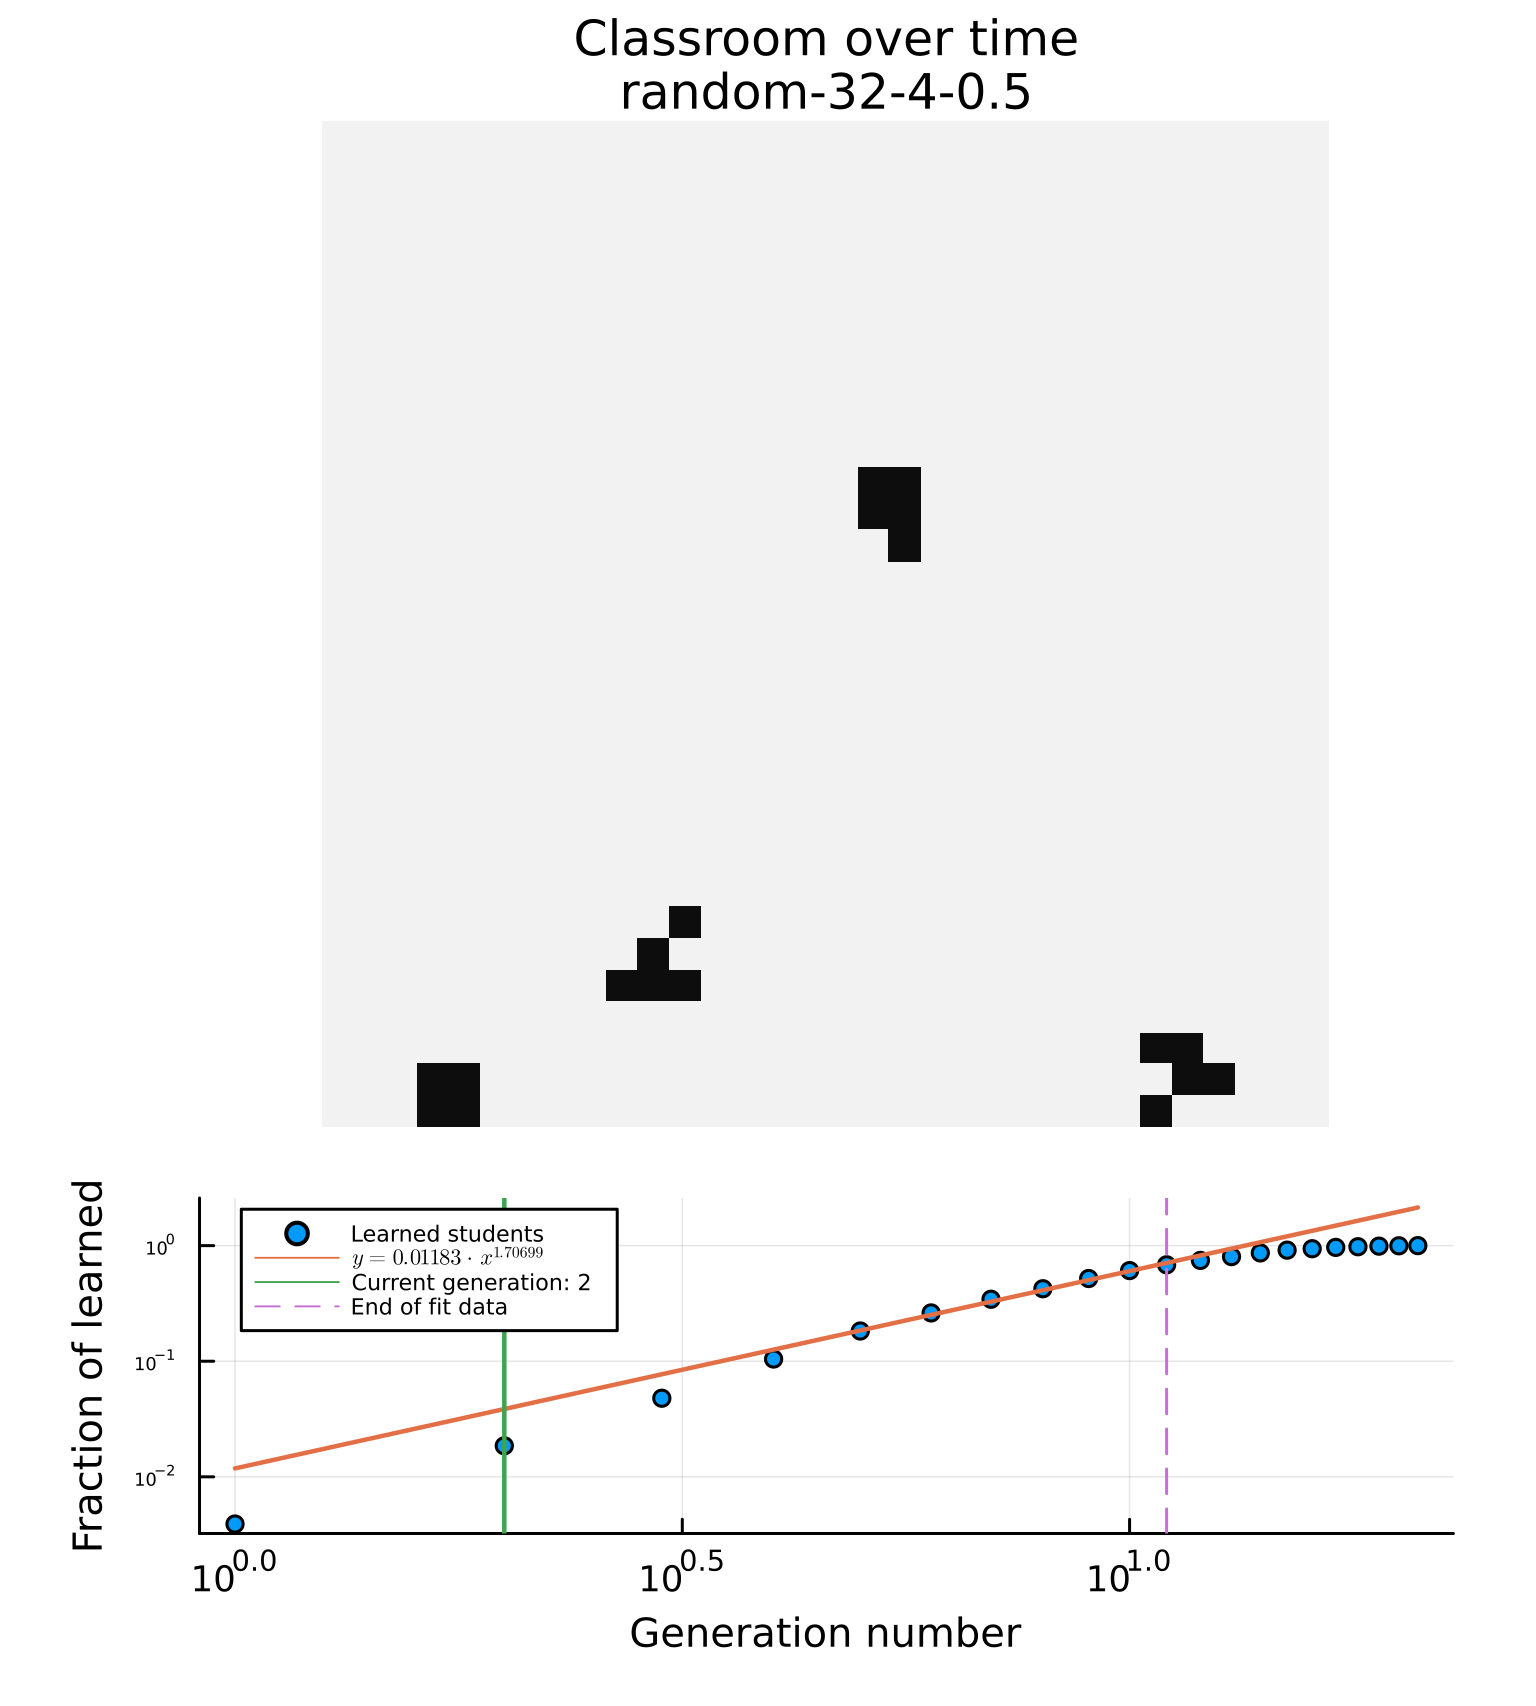 Classroom over time
random-32-4-0.5
Fraction of learned
10⁰
10⁻¹
10⁻²
Learned students
y = 0.01183 · x^1.70699
Current generation: 2
End of fit data
10^0.0
10^0.5
10^1.0
Generation number